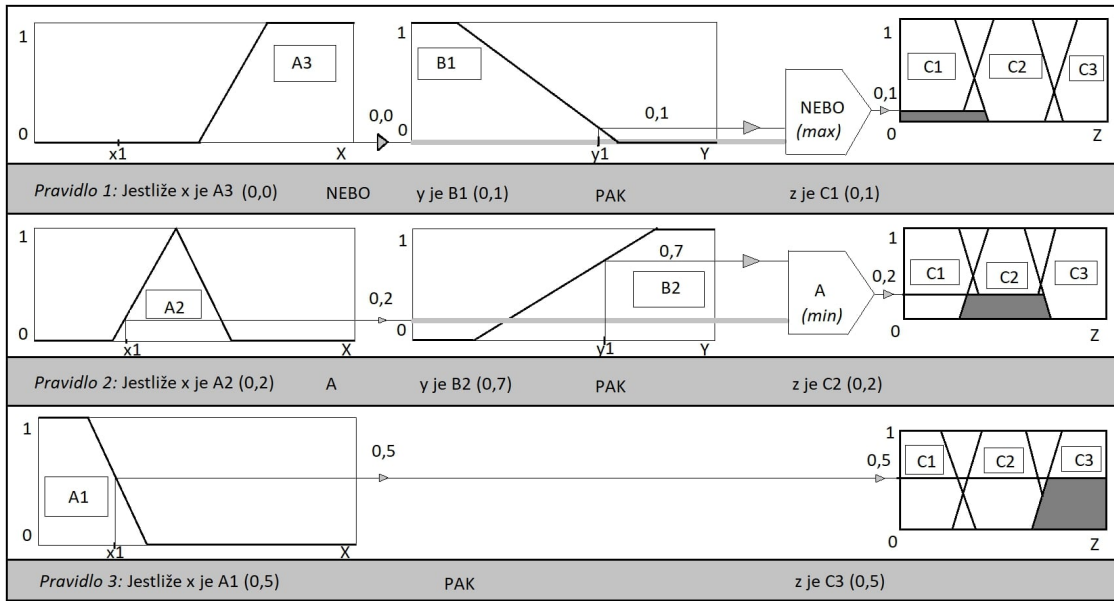 1
A3
0
x1
X
0,0
1
B1
0
0,1
y1
Y
NEBO
(max)
0,1
1
C1
C2
C3
0
Z
Pravidlo 1: Jestliže x je A3 (0,0) NEBO y je B1 (0,1) PAK z je C1 (0,1)
1
A2
0
x1
X
0,2
1
0,7
B2
0
y1
Y
A
(min)
0,2
1
C1
C2
C3
0
Z
Pravidlo 2: Jestliže x je A2 (0,2) A y je B2 (0,7) PAK z je C2 (0,2)
1
A1
0
x1
X
0,5
0,5
1
C1
C2
C3
0
Z
Pravidlo 3: Jestliže x je A1 (0,5) PAK z je C3 (0,5)